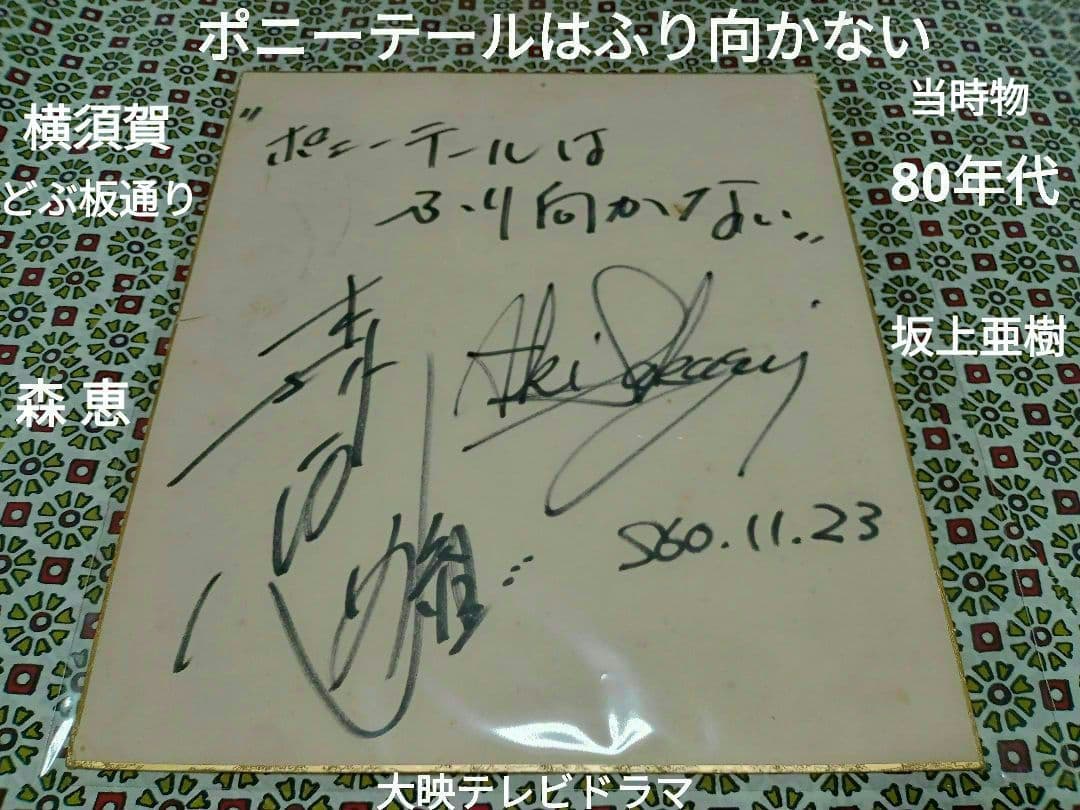 ポニーテールはふり向かない
横須賀
どぶ板通り
森 恵
当時物
80年代
坂上亜樹
"ポニーテールは
ふり向かない"
Aki Sakagami
S60.11.23
大映テレビドラマ